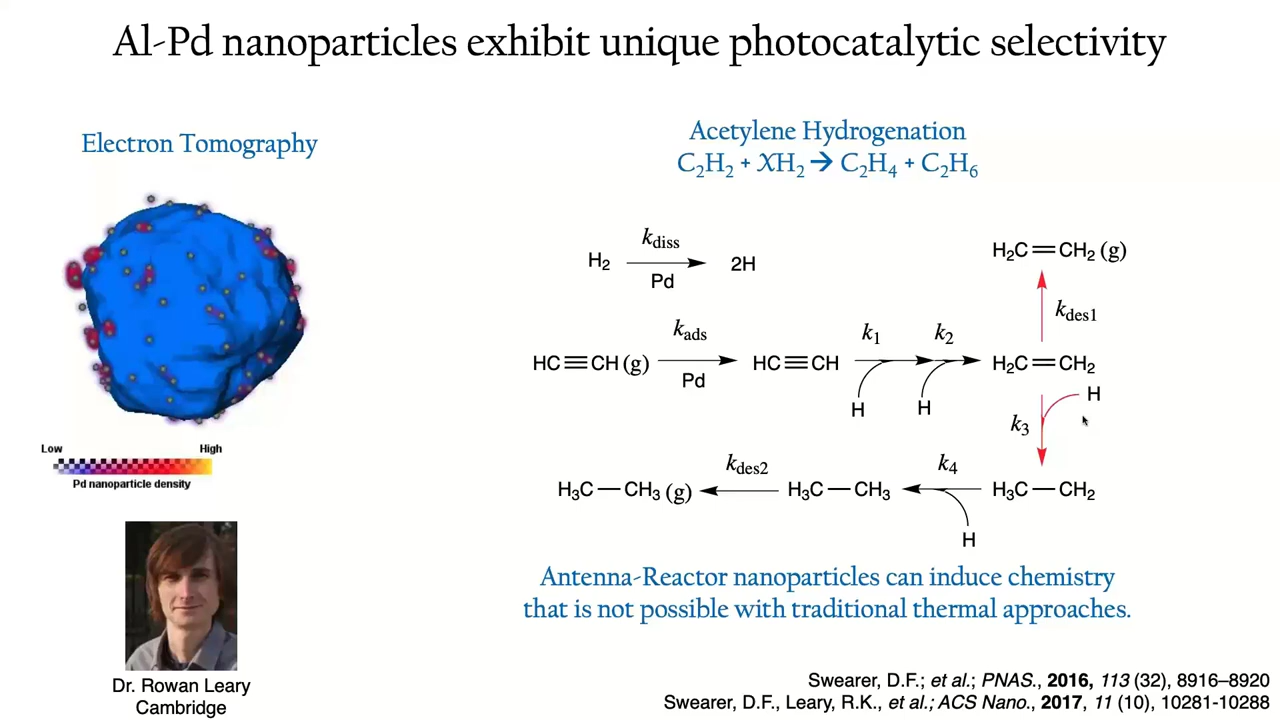 Al-Pd nanoparticles exhibit unique photocatalytic selectivity
Electron Tomography
Low High
Pd nanoparticle density
Dr. Rowan Leary
Cambridge
Acetylene Hydrogenation
C₂H₂ + XH₂ → C₂H₄ + C₂H₆
H₂ k_diss Pd 2H
H₂C═CH₂ (g)
k_des1
HC≡CH (g) k_ads Pd HC≡CH k₁ H k₂ H H₂C═CH₂
k₃ H
H₃C—CH₃ (g) k_des2 H₃C—CH₃ k₄ H H₃C—CH₂
Antenna-Reactor nanoparticles can induce chemistry
that is not possible with traditional thermal approaches.
Swearer, D.F.; et al.; PNAS., 2016, 113 (32), 8916–8920
Swearer, D.F., Leary, R.K., et al.; ACS Nano., 2017, 11 (10), 10281-10288